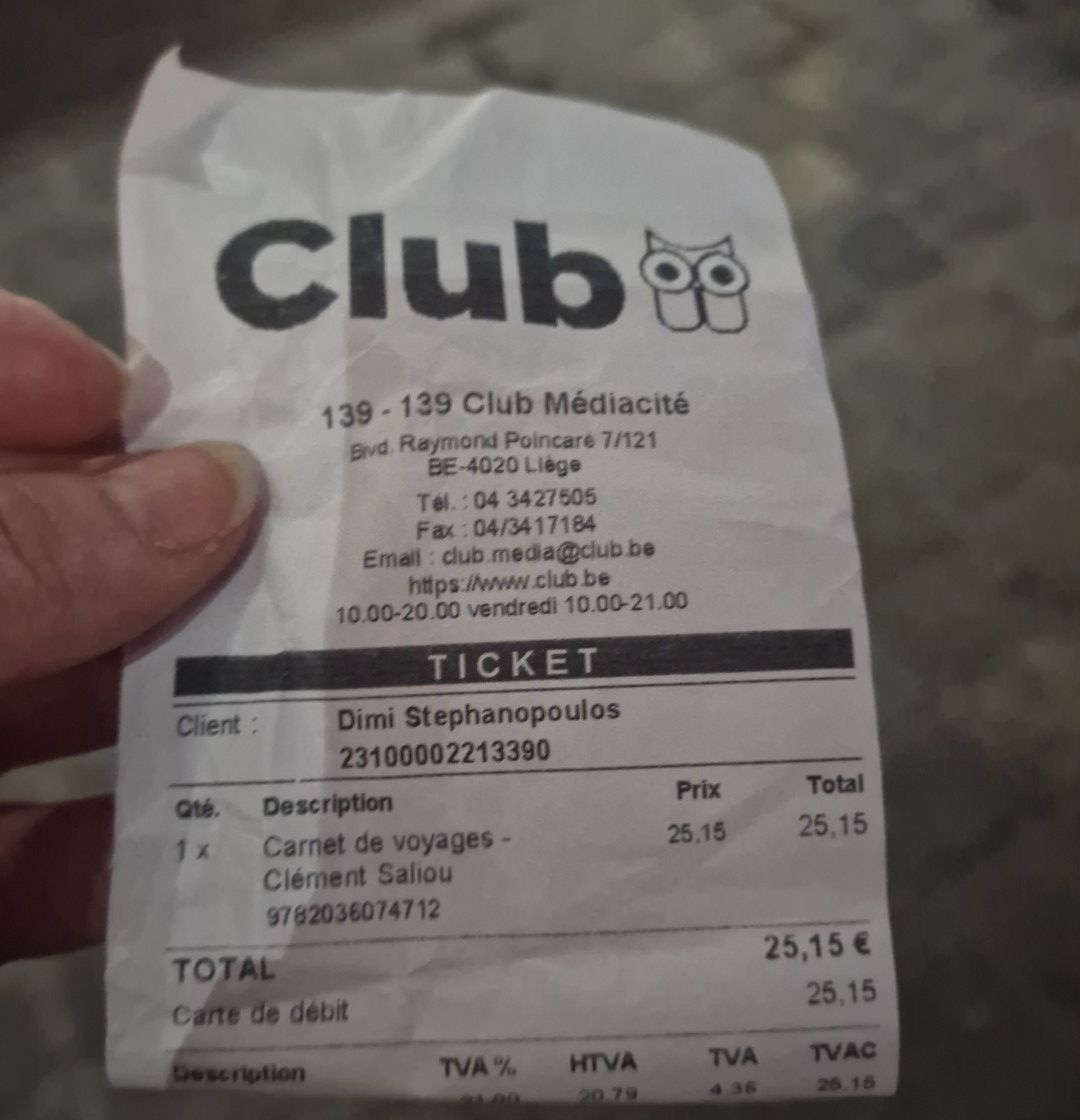 Club
139 - 139 Club Médiacité
Blvd. Raymond Poincaré 7/121
BE-4020 Liège
Tél. : 04 3427505
Fax : 04/3417184
Email : club.media@club.be
https://www.club.be
10.00-20.00 vendredi 10.00-21.00
TICKET
Client : Dimi Stephanopoulos
23100002213390
Qté. Description Prix Total
1 x Carnet de voyages - 25,15 25,15
Clément Saliou
9782036074712
TOTAL 25,15 €
Carte de débit 25,15
Description TVA % HTVA TVA TVAC
20.79 4.36 25.15